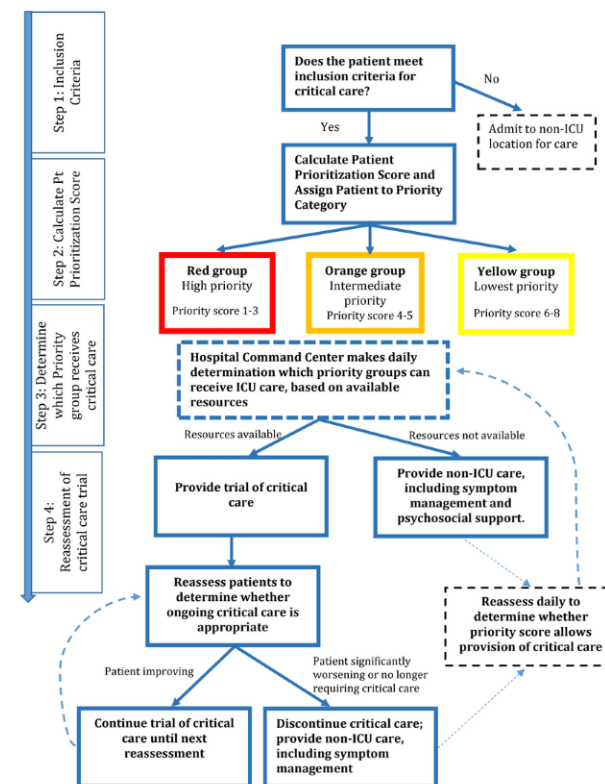 Step 1: Inclusion
Criteria
Step 2: Calculate Pt
Prioritization Score
Step 3: Determine
which Priority
group receives
critical care
Step 4:
Reassessment of
critical care trial
Does the patient meet
inclusion criteria for
critical care?
No
Admit to non-ICU
location for care
Yes
Calculate Patient
Prioritization Score and
Assign Patient to Priority
Category
Red group
High priority
Priority score 1-3
Orange group
Intermediate
priority
Priority score 4-5
Yellow group
Lowest priority
Priority score 6-8
Hospital Command Center makes daily
determination which priority groups can
receive ICU care, based on available
resources
Resources available
Resources not available
Provide trial of critical
care
Provide non-ICU care,
including symptom
management and
psychosocial support.
Reassess patients to
determine whether
ongoing critical care is
appropriate
Reassess daily to
determine whether
priority score allows
provision of critical care
Patient improving
Patient significantly
worsening or no longer
requiring critical care
Continue trial of critical
care until next
reassessment
Discontinue critical care;
provide non-ICU care,
including symptom
management